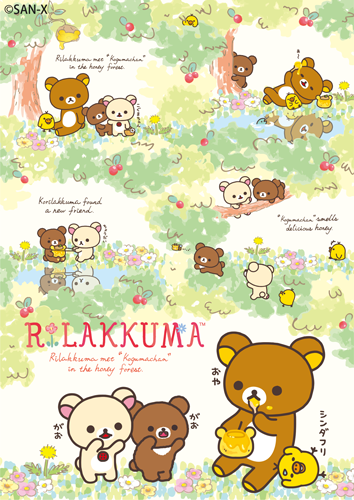 ©SAN-X
Rilakkuma met "Kogumachan"
in the honey forest.
Korilakkuma found
a new friend.
"Kogumachan" smells
delicious honey.
RILAKKUMA™
Rilakkuma met "Kogumachan"
in the honey forest.
がお
がお
おや
シンダフリ